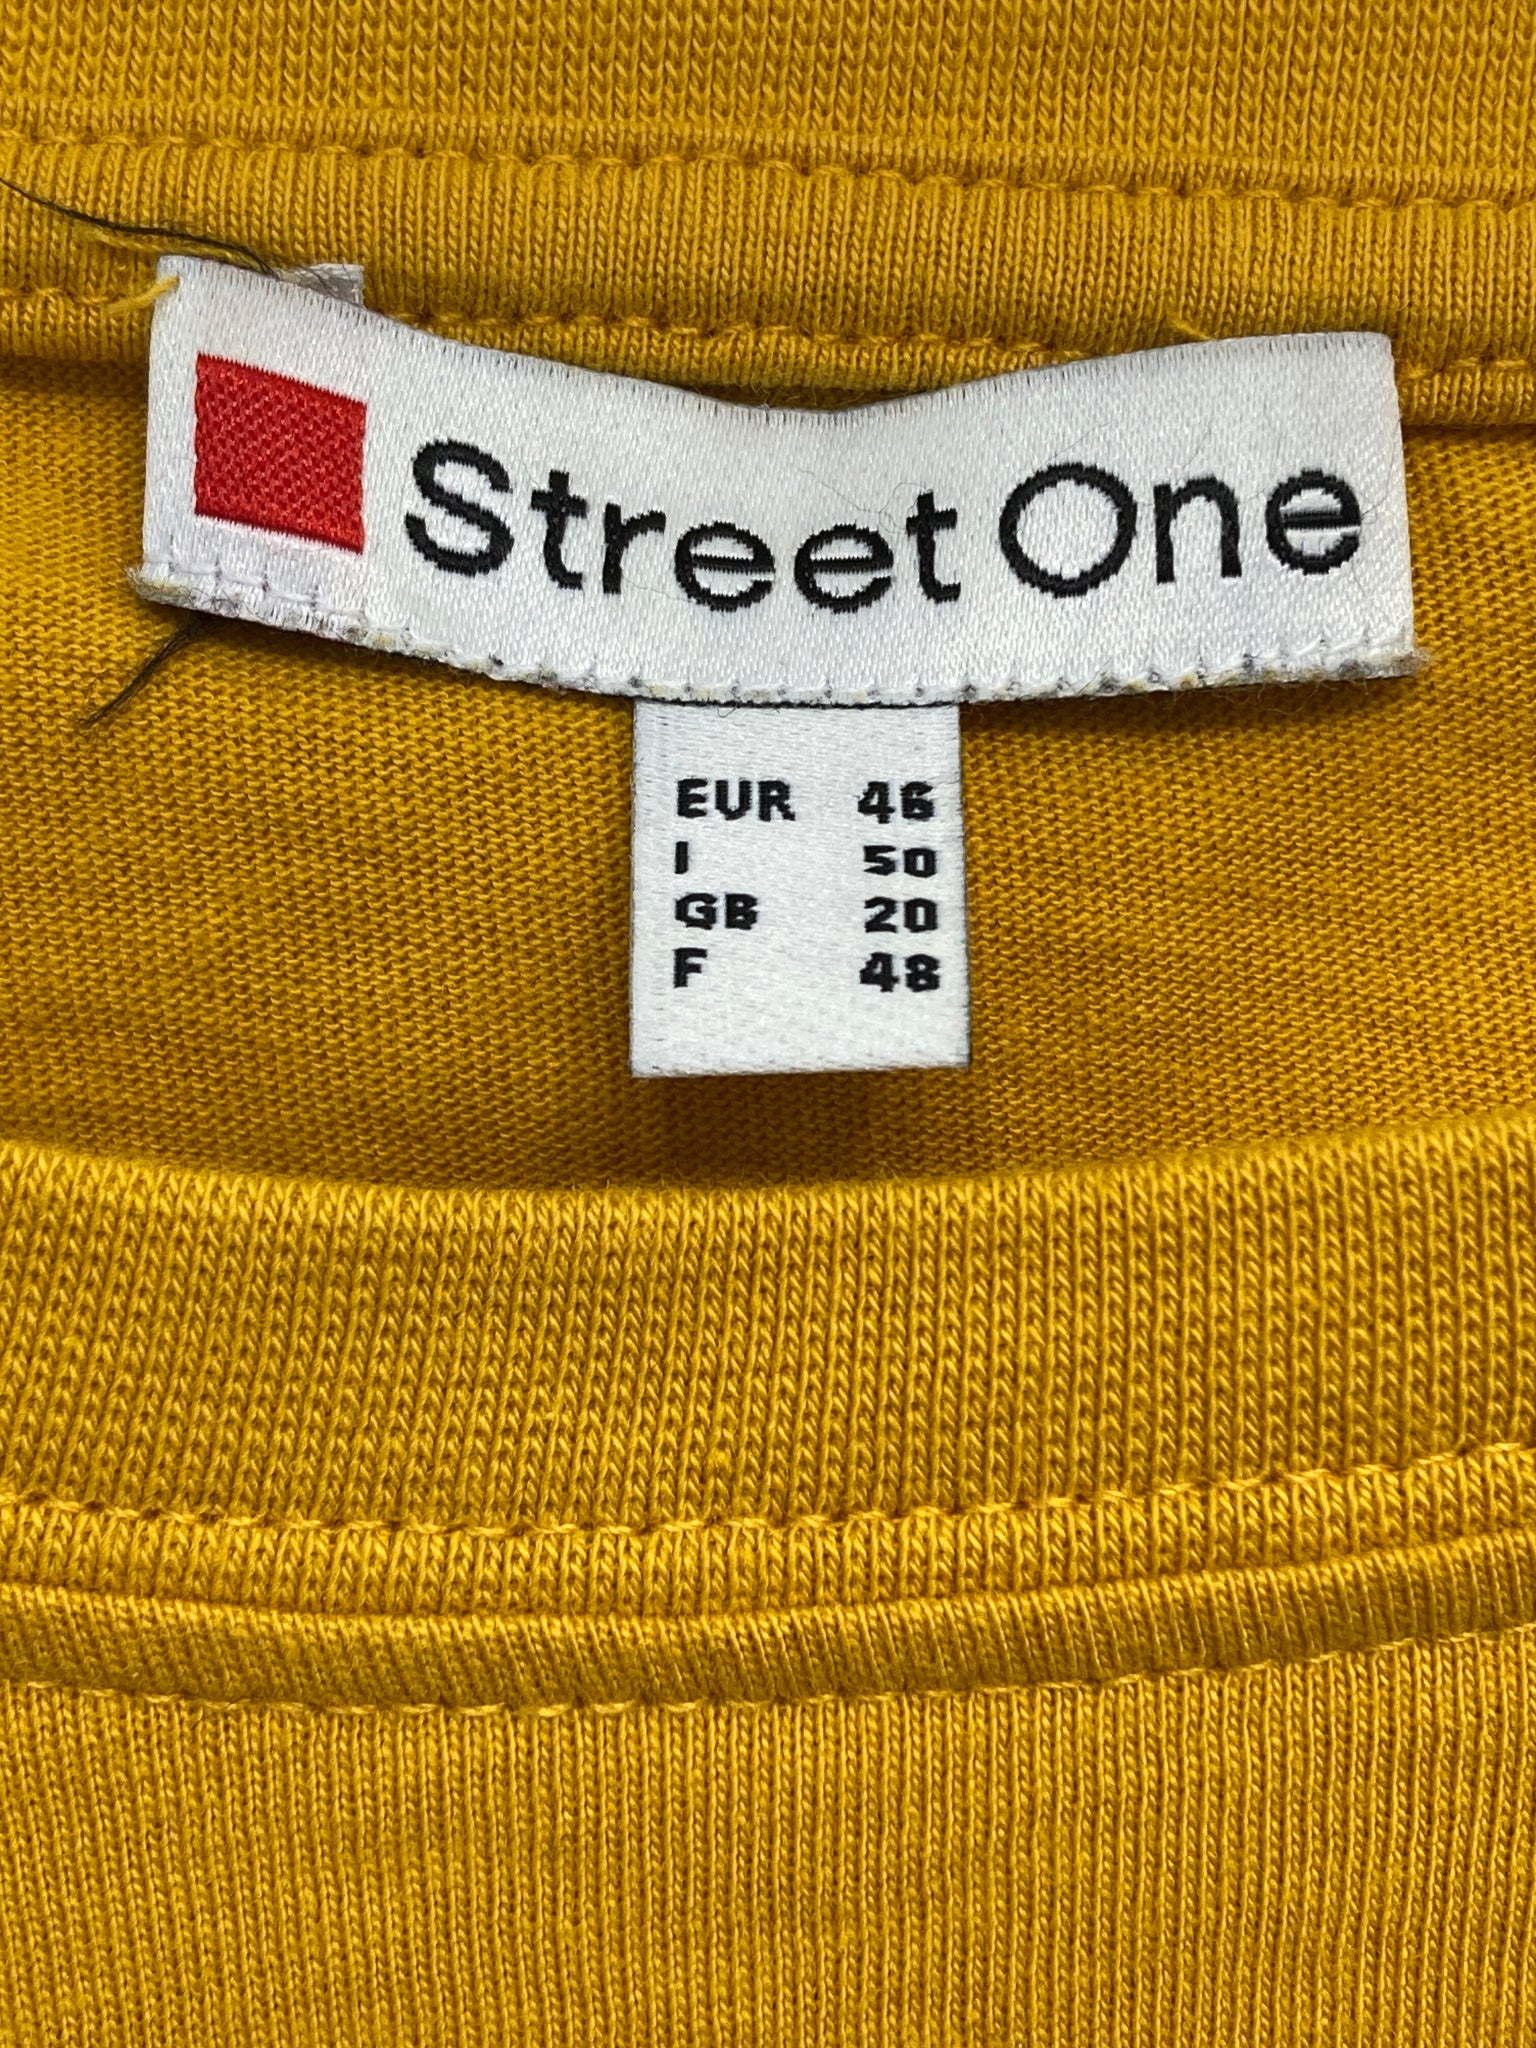 Street One
EUR 46
I 50
GB 20
F 48